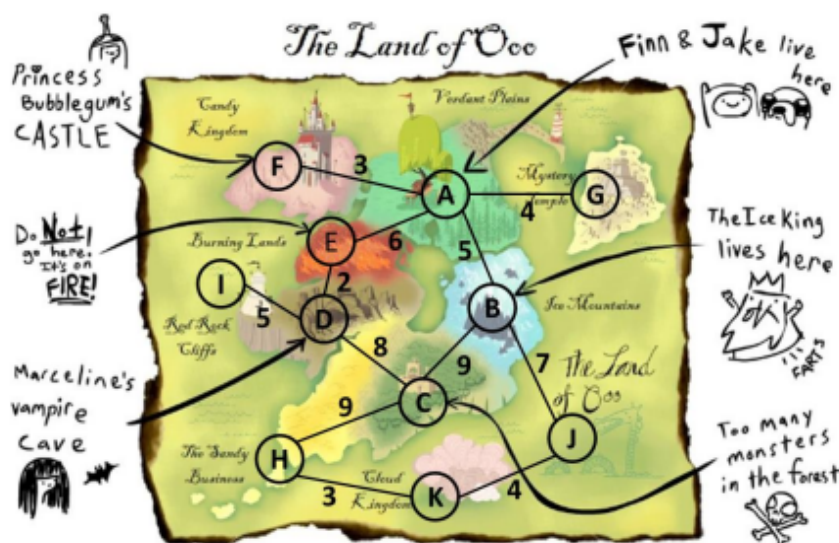 The Land of Ooo
Princess
Bubblegum's
CASTLE
Finn & Jake live
here
Candy
Kingdom
Verdant Plains
F
3
A
Mystery
Temple
G
4
Do Not!
go here.
It's on
FIRE!
Burning Lands
E
6
5
The Ice King
lives here
I
2
B
Ice Mountains
Red Rock
Cliffs
5
D
8
9
7
The Land
of Ooo
FARTS
Marceline's
vampire
cave
9
C
J
Too many
monsters
in the forest
The Sandy
Business
H
Cloud
Kingdom
K
3
4